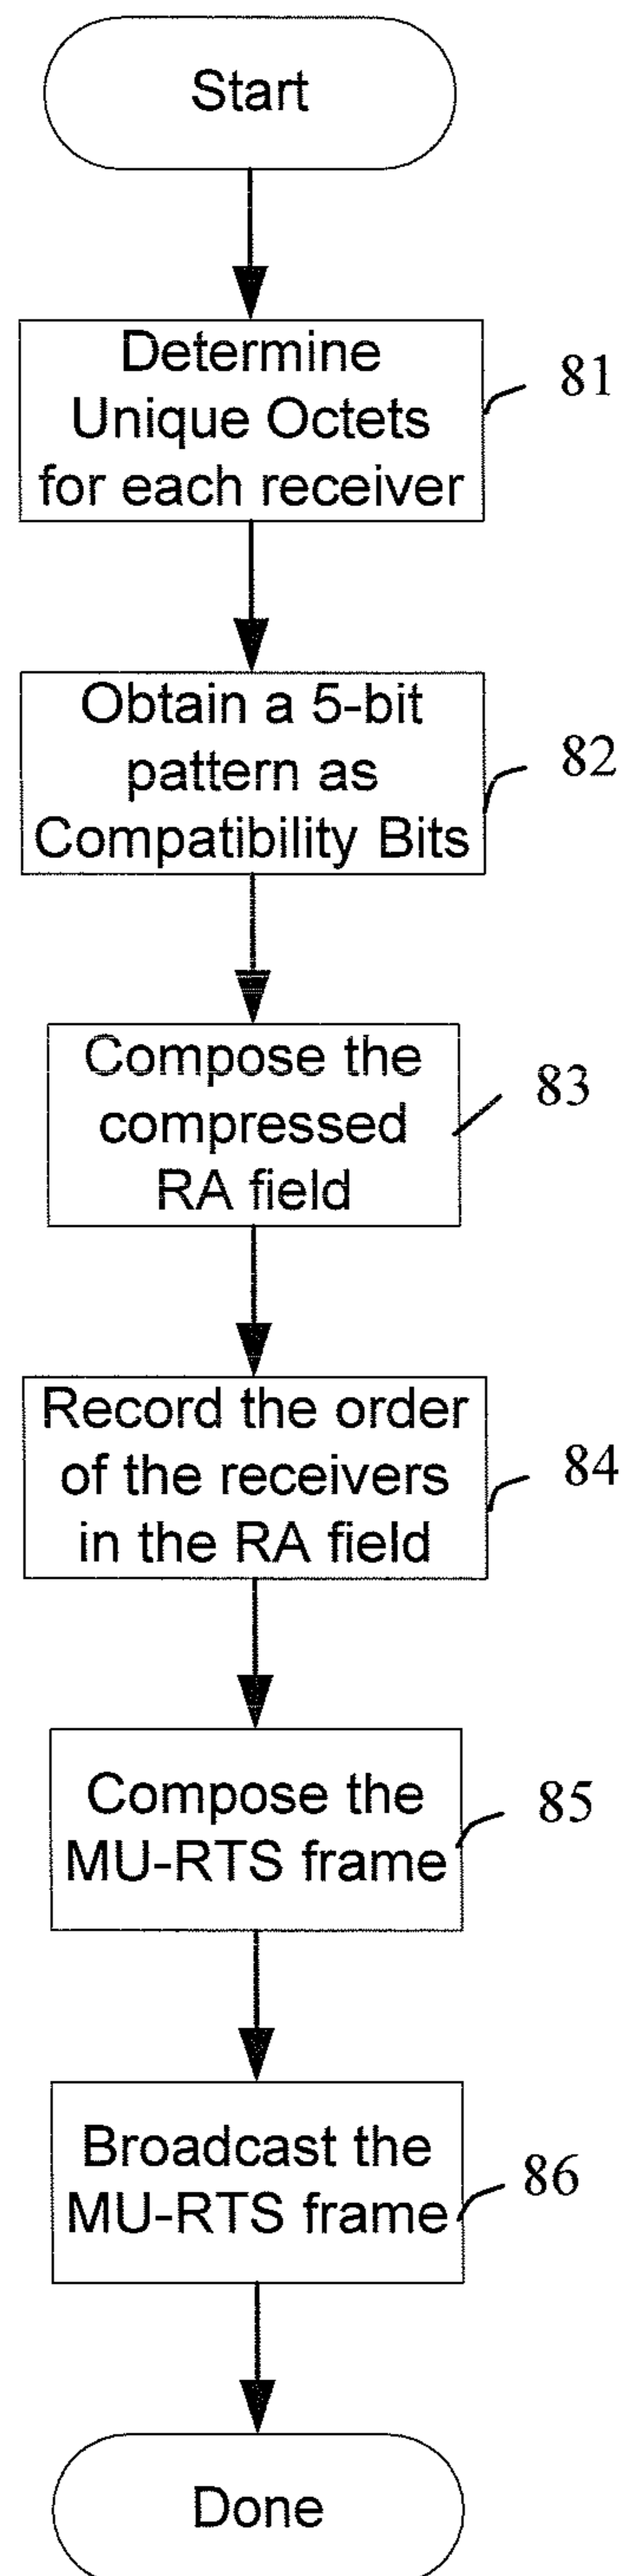 Start
Determine
Unique Octets
for each receiver
81
Obtain a 5-bit
pattern as
Compatibility Bits
82
Compose the
compressed
RA field
83
Record the order
of the receivers
in the RA field
84
Compose the
MU-RTS frame
85
Broadcast the
MU-RTS frame
86
Done